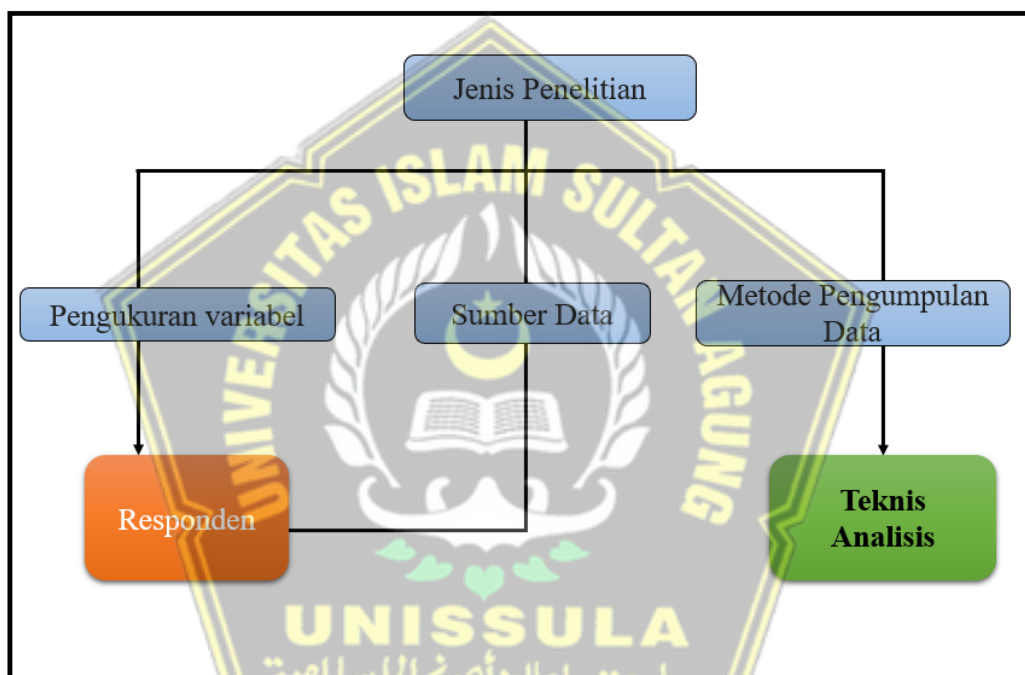 Jenis Penelitian
UNIVERSITAS ISLAM SULTAN AGUNG
Pengukuran variabel
Sumber Data
Metode Pengumpulan
Data
Responden
Teknis
Analisis
UNISSULA